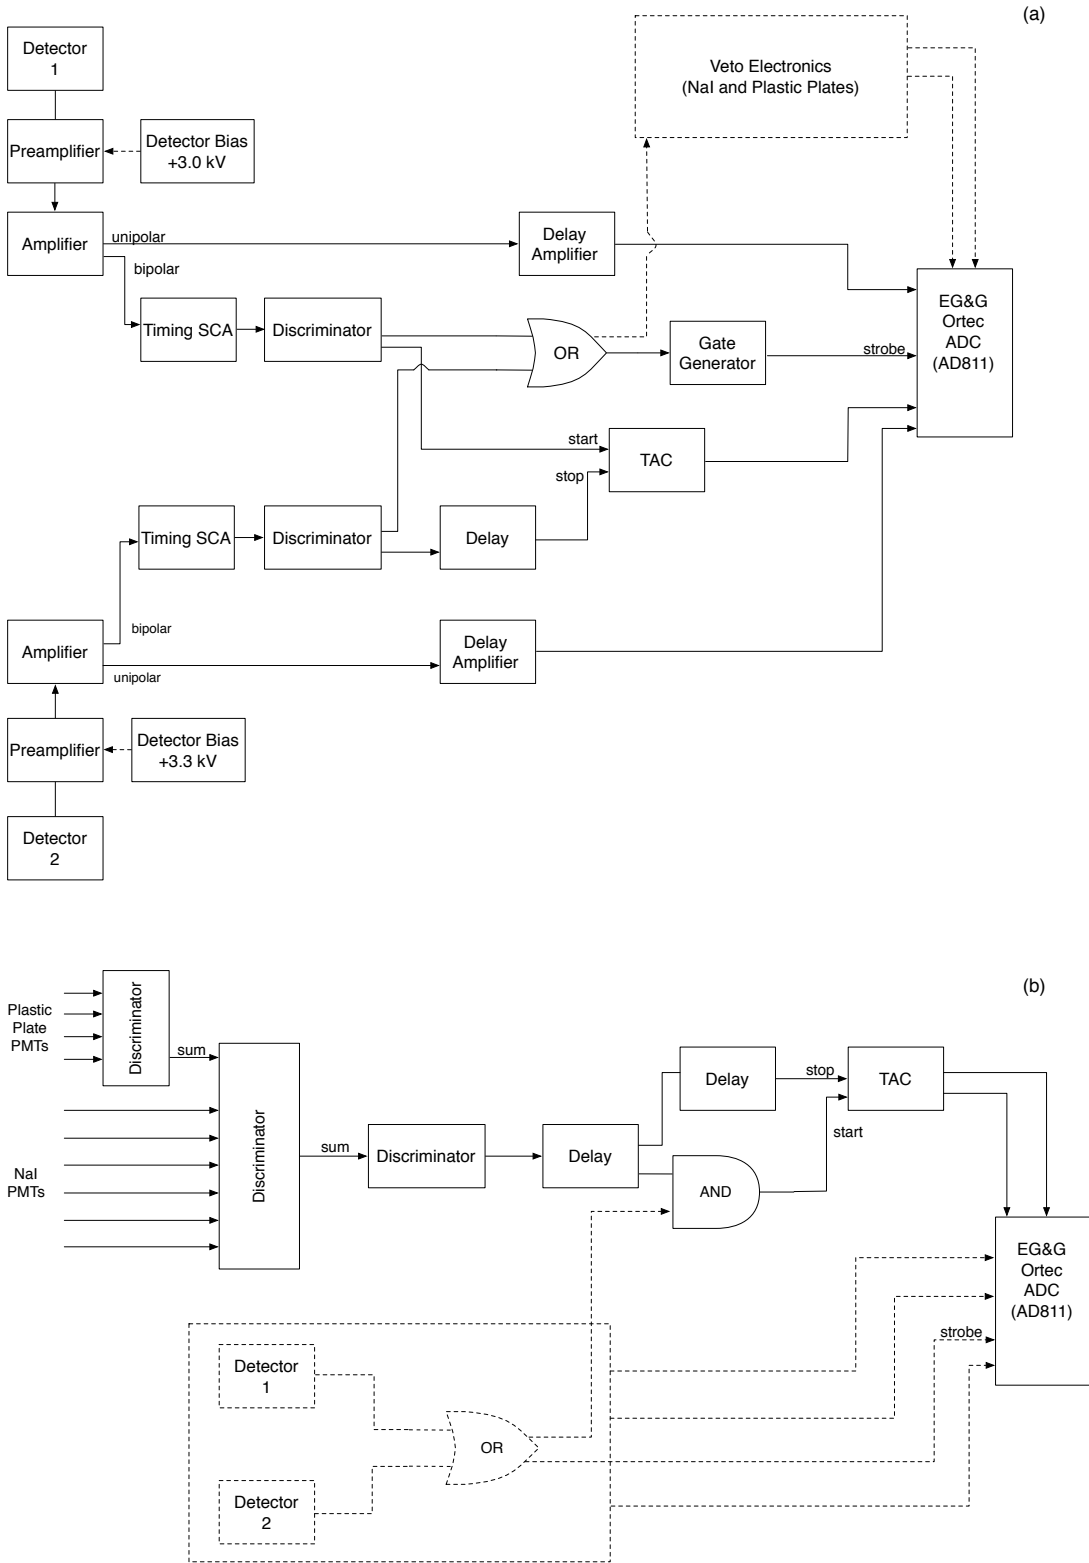 (a)
Detector
1
Veto Electronics
(NaI and Plastic Plates)
Preamplifier
Detector Bias
+3.0 kV
Amplifier
unipolar
bipolar
Delay
Amplifier
Timing SCA
Discriminator
OR
Gate
Generator
strobe
EG&G
Ortec
ADC
(AD811)
start
stop
TAC
Timing SCA
Discriminator
Delay
Amplifier
bipolar
unipolar
Delay
Amplifier
Preamplifier
Detector Bias
+3.3 kV
Detector
2
(b)
Plastic
Plate
PMTs
Discriminator
sum
NaI
PMTs
Discriminator
sum
Discriminator
Delay
Delay
stop
TAC
start
AND
EG&G
Ortec
ADC
(AD811)
strobe
Detector
1
OR
Detector
2